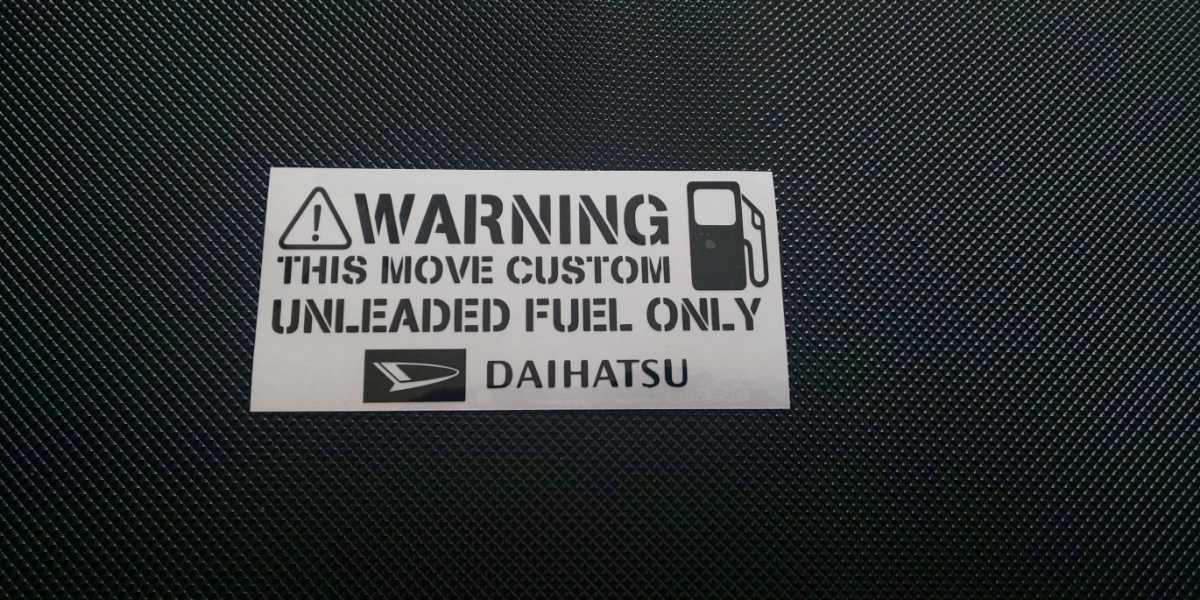 WARNING
THIS MOVE CUSTOM
UNLEADED FUEL ONLY
DAIHATSU